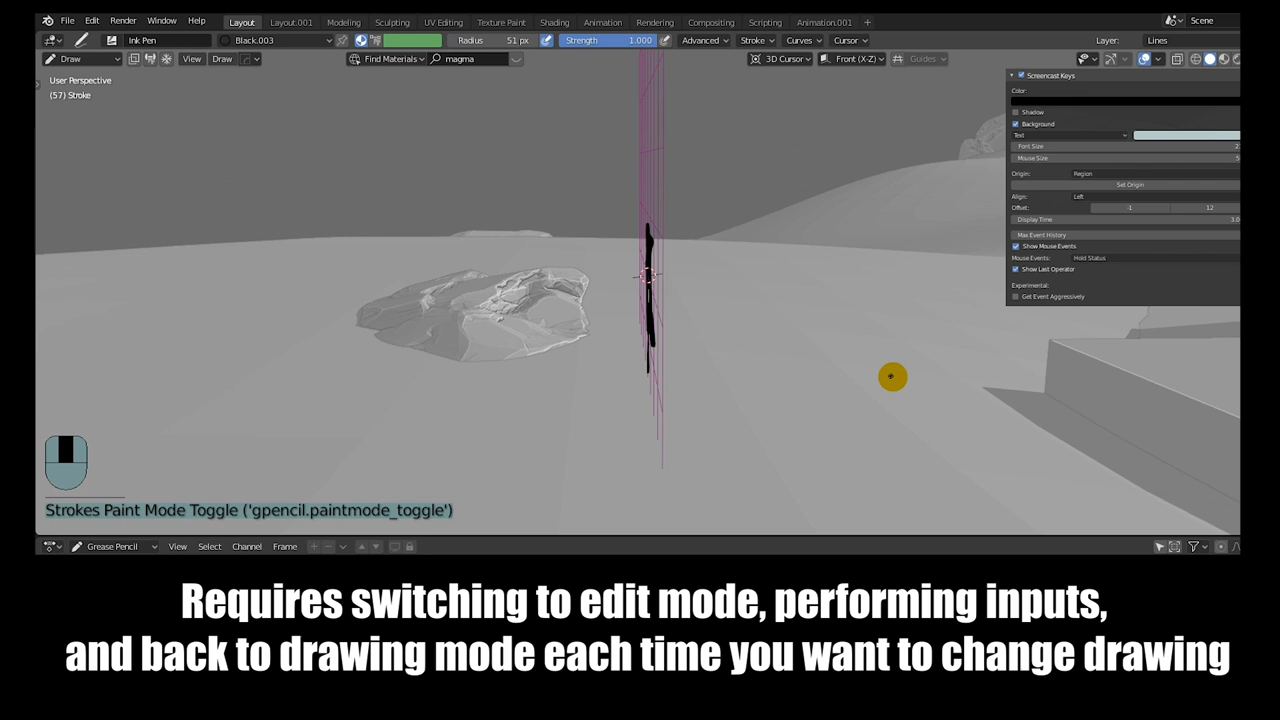 File Edit Render Window Help Layout Layout.001 Modeling Sculpting UV Editing Texture Paint Shading Animation Rendering Compositing Scripting Animation.001 + Scene
Ink Pen Black.003 Radius 51 px Strength 1.000 Advanced Stroke Curves Cursor Layer: Lines
Draw View Draw Find Materials magma 3D Cursor Front (X-Z) Guides
User Perspective
(57) Stroke
Screencast Keys
Color:
Shadow
Background
Text
Font Size
Mouse Size
Origin: Region
Set Origin
Align: Left
Offset: -1 12
Display Time 3.0
Max Event History
Show Mouse Events
Mouse Events: Hold Status
Show Last Operator
Experimental:
Get Event Aggressively
Strokes Paint Mode Toggle ('gpencil.paintmode_toggle')
Grease Pencil View Select Channel Frame
Requires switching to edit mode, performing inputs,
and back to drawing mode each time you want to change drawing